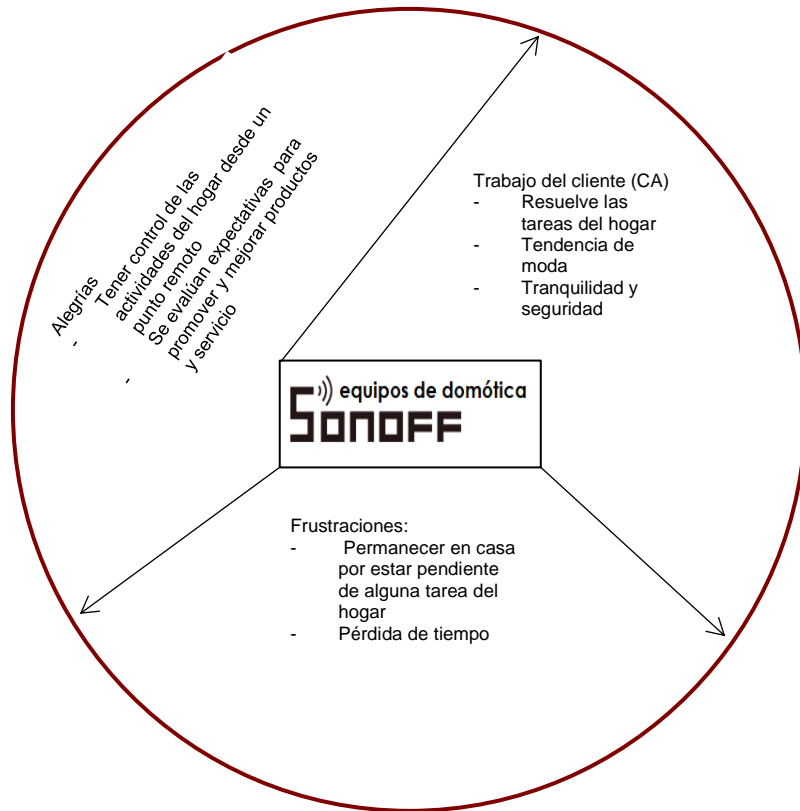 Alegrías
- Tener control de las
actividades del hogar desde un
punto remoto
- Se evalúan expectativas para
promover y mejorar productos
y servicio
Trabajo del cliente (CA)
- Resuelve las
tareas del hogar
- Tendencia de
moda
- Tranquilidad y
seguridad
equipos de domótica
SONOFF
Frustraciones:
- Permanecer en casa
por estar pendiente
de alguna tarea del
hogar
- Pérdida de tiempo